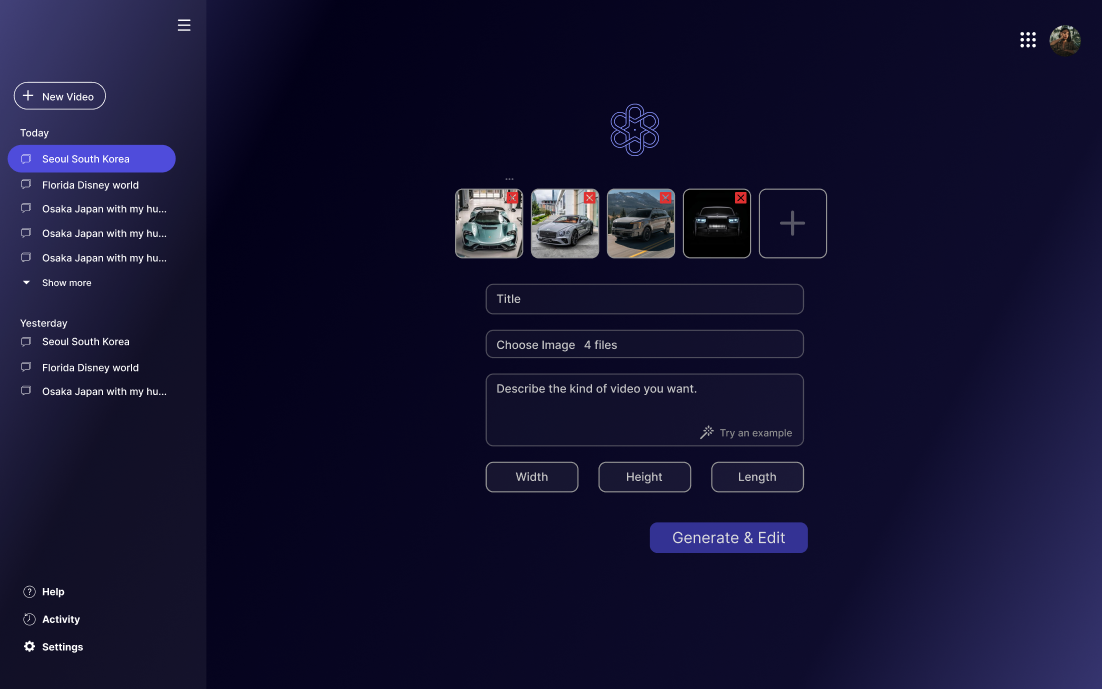 New Video
Today
Seoul South Korea
Florida Disney world
Osaka Japan with my hu...
Osaka Japan with my hu...
Osaka Japan with my hu...
Show more
Yesterday
Seoul South Korea
Florida Disney world
Osaka Japan with my hu...
Help
Activity
Settings
...
Title
Choose Image 4 files
Describe the kind of video you want.
Try an example
Width
Height
Length
Generate & Edit